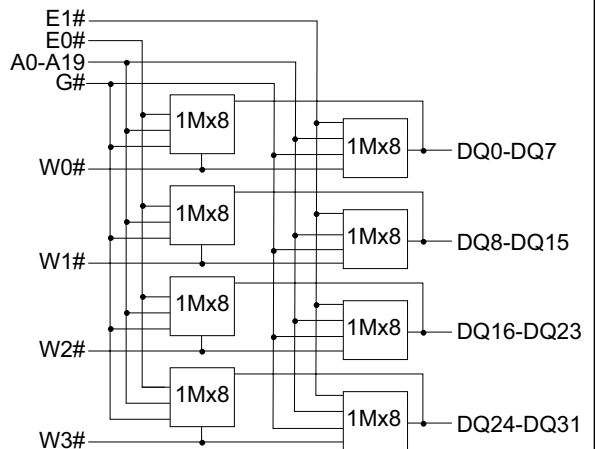 E1#
E0#
A0-A19
G#
1Mx8
1Mx8
DQ0-DQ7
W0#
1Mx8
1Mx8
DQ8-DQ15
W1#
1Mx8
1Mx8
DQ16-DQ23
W2#
1Mx8
1Mx8
DQ24-DQ31
W3#